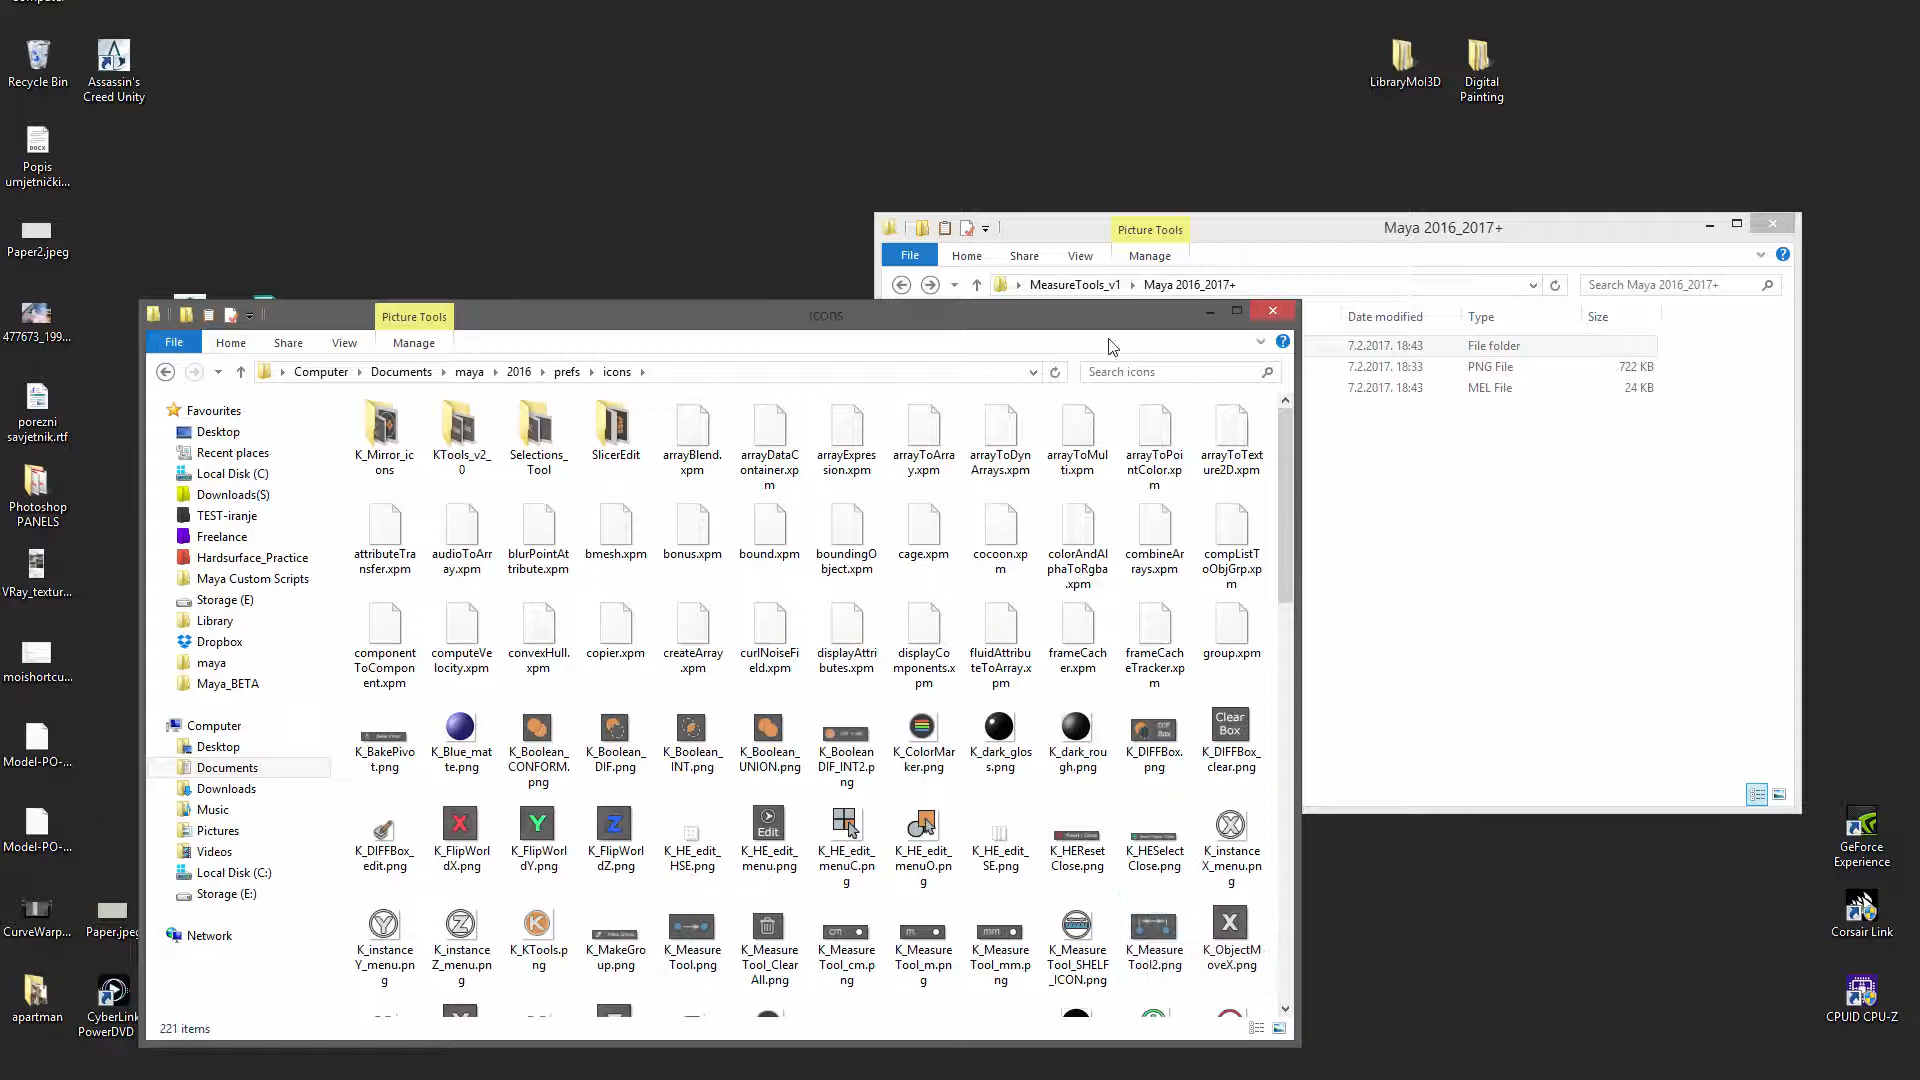 Recycle Bin
Assassin's
Creed Unity
DOCX
Popis
umjetnički...
Paper2.jpeg
477673_199...
porezni
savjetnik.rtf
Photoshop
PANELS
VRay_textur...
moishortcu...
Model-PO-...
Model-PO-...
CurveWarp...
Paper.jpeg
apartman
CyberLink
PowerDVD
LibraryMol3D
Digital
Painting
GeForce
Experience
Corsair Link
CPUID CPU-Z
Picture Tools
Maya 2016_2017+
File
Home
Share
View
Manage
MeasureTools_v1
Maya 2016_2017+
Search Maya 2016_2017+
Date modified
Type
Size
7.2.2017. 18:43
File folder
7.2.2017. 18:33
PNG File
722 KB
7.2.2017. 18:43
MEL File
24 KB
Picture Tools
icons
File
Home
Share
View
Manage
Computer
Documents
maya
2016
prefs
icons
Search icons
Favourites
Desktop
Recent places
Local Disk (C)
Downloads(S)
TEST-iranje
Freelance
Hardsurface_Practice
Maya Custom Scripts
Storage (E)
Library
Dropbox
maya
Maya_BETA
Computer
Desktop
Documents
Downloads
Music
Pictures
Videos
Local Disk (C:)
Storage (E:)
Network
K_Mirror_ic
ons
KTools_v2_
0
Selections_
Tool
SlicerEdit
arrayBlend.
xpm
arrayDataC
ontainer.xp
m
arrayExpres
sion.xpm
arrayToArra
y.xpm
arrayToDyn
Arrays.xpm
arrayToMul
ti.xpm
arrayToPoi
ntColor.xp
m
arrayToText
ure2D.xpm
attributeTra
nsfer.xpm
audioToArr
ay.xpm
blurPointAt
tribute.xpm
bmesh.xpm
bonus.xpm
bound.xpm
boundingO
bject.xpm
cage.xpm
cocoon.xp
m
colorAndAl
phaToRgba
.xpm
combineAr
rays.xpm
compListT
oObjGrp.xp
m
component
ToCompon
ent.xpm
computeVe
locity.xpm
convexHull.
xpm
copier.xpm
createArray
.xpm
curlNoiseFi
eld.xpm
displayAttri
butes.xpm
displayCo
mponents.x
pm
fluidAttribu
teToArray.x
pm
frameCach
er.xpm
frameCach
eTracker.xp
m
group.xpm
K_BakePivo
t.png
K_Blue_ma
tte.png
K_Boolean_
CONFORM.
png
K_Boolean_
DIF.png
K_Boolean_
INT.png
K_Boolean_
UNION.png
K_Boolean
DIF_INT2.p
ng
K_ColorMar
ker.png
K_dark_glos
s.png
K_dark_rou
gh.png
DIF
Box
K_DIFFBox.
png
Clear
Box
K_DIFFBox_
clear.png
K_DIFFBox_
edit.png
X
K_FlipWorl
dX.png
Y
K_FlipWorl
dY.png
Z
K_FlipWorl
dZ.png
K_HE_edit_
HSE.png
Edit
K_HE_edit_
menu.png
K_HE_edit_
menuC.pn
g
K_HE_edit_
menuO.pn
g
K_HE_edit_
SE.png
K_HEReset
Close.png
K_HESelect
Close.png
X
K_instance
X_menu.pn
g
Y
K_instance
Y_menu.pn
g
Z
K_instance
Z_menu.pn
g
K
K_KTools.p
ng
K_MakeGro
up.png
K_Measure
Tool.png
K_Measure
Tool_Clear
All.png
cm
K_Measure
Tool_cm.p
ng
m
K_Measure
Tool_m.pn
g
mm
K_Measure
Tool_mm.p
ng
K_Measure
Tool_SHELF
_ICON.png
K_Measure
Tool2.png
X
K_ObjectM
oveX.png
221 items